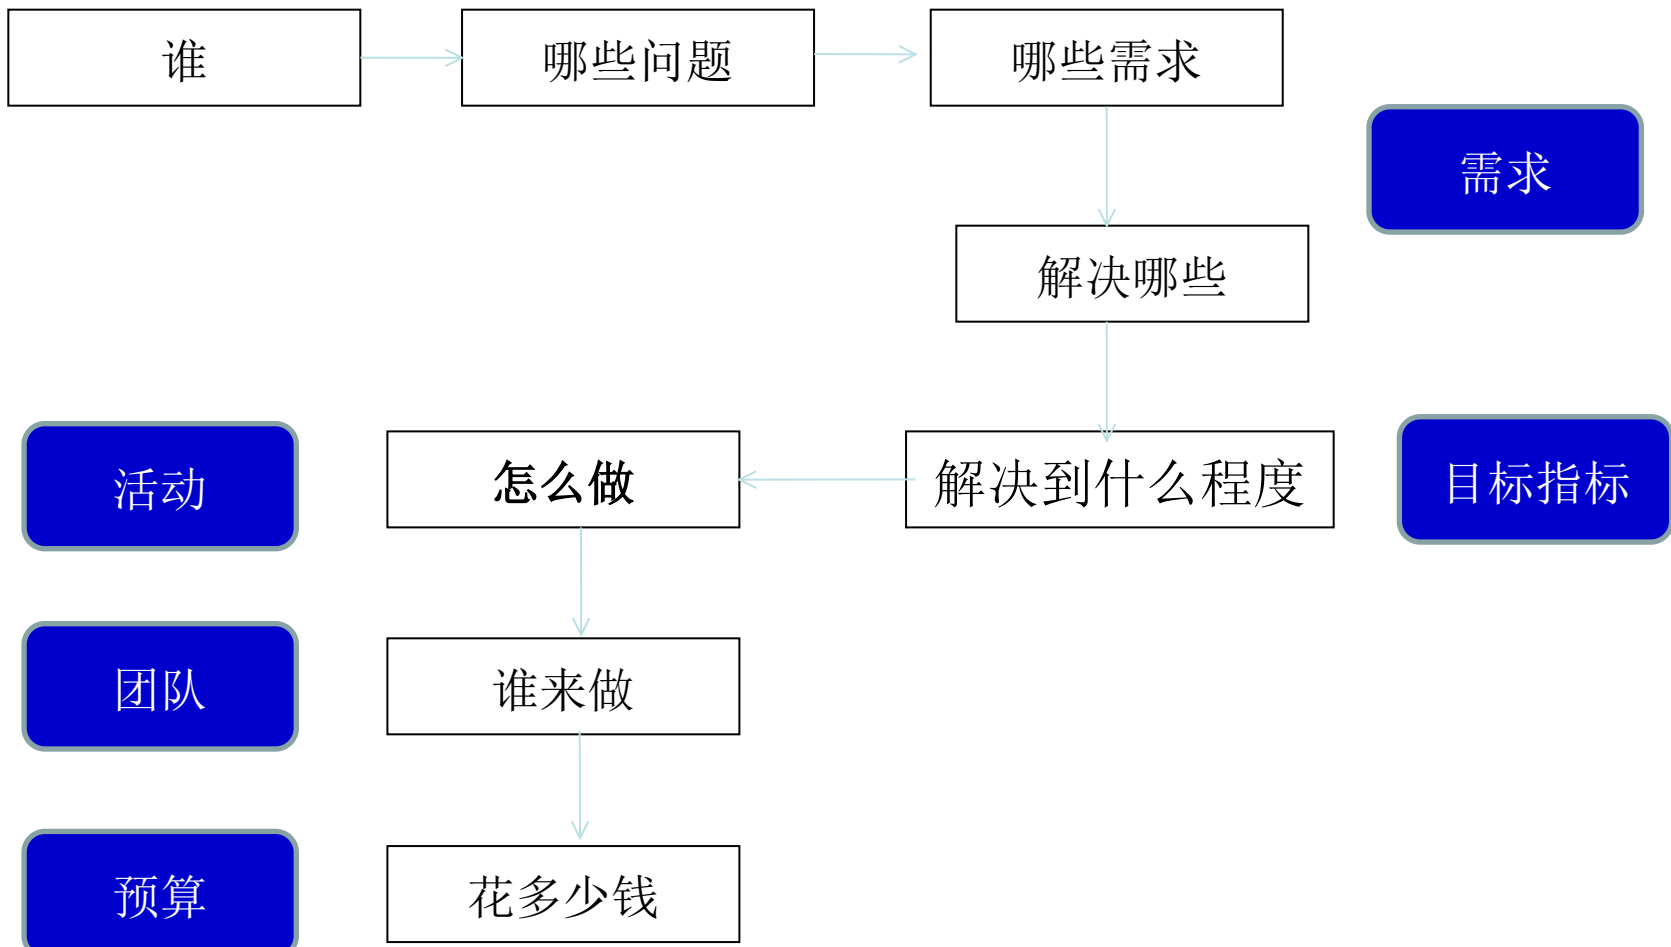 谁
哪些问题
哪些需求
需求
解决哪些
活动
怎么做
解决到什么程度
目标指标
团队
谁来做
预算
花多少钱